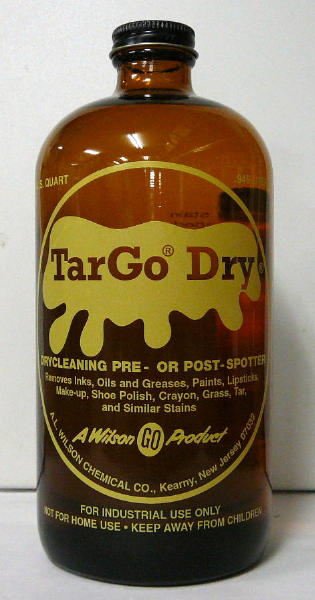 U.S. QUART
TarGo® Dry®
DRYCLEANING PRE- OR POST-SPOTTER
Removes Inks, Oils and Greases, Paints, Lipsticks,
Make-up, Shoe Polish, Crayon, Grass, Tar,
and Similar Stains
A Wilson GO Product
A.L. WILSON CHEMICAL CO., Kearny, New Jersey 07032
FOR INDUSTRIAL USE ONLY
NOT FOR HOME USE • KEEP AWAY FROM CHILDREN